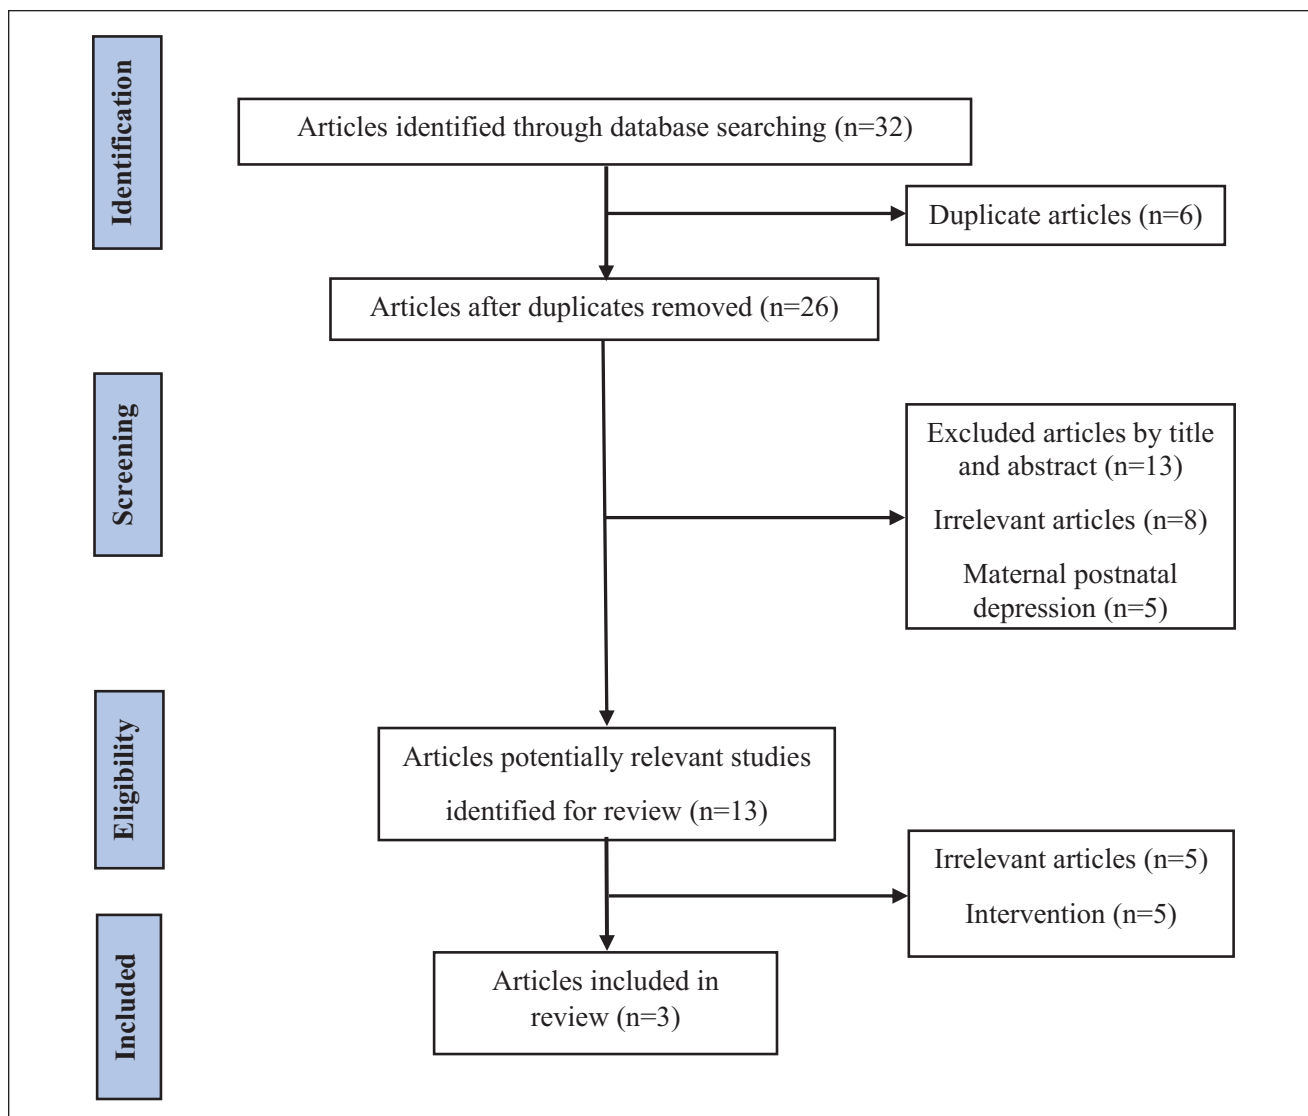 Identification
Articles identified through database searching (n=32)
Duplicate articles (n=6)
Articles after duplicates removed (n=26)
Screening
Excluded articles by title
and abstract (n=13)
Irrelevant articles (n=8)
Maternal postnatal
depression (n=5)
Eligibility
Articles potentially relevant studies
identified for review (n=13)
Irrelevant articles (n=5)
Intervention (n=5)
Included
Articles included in
review (n=3)